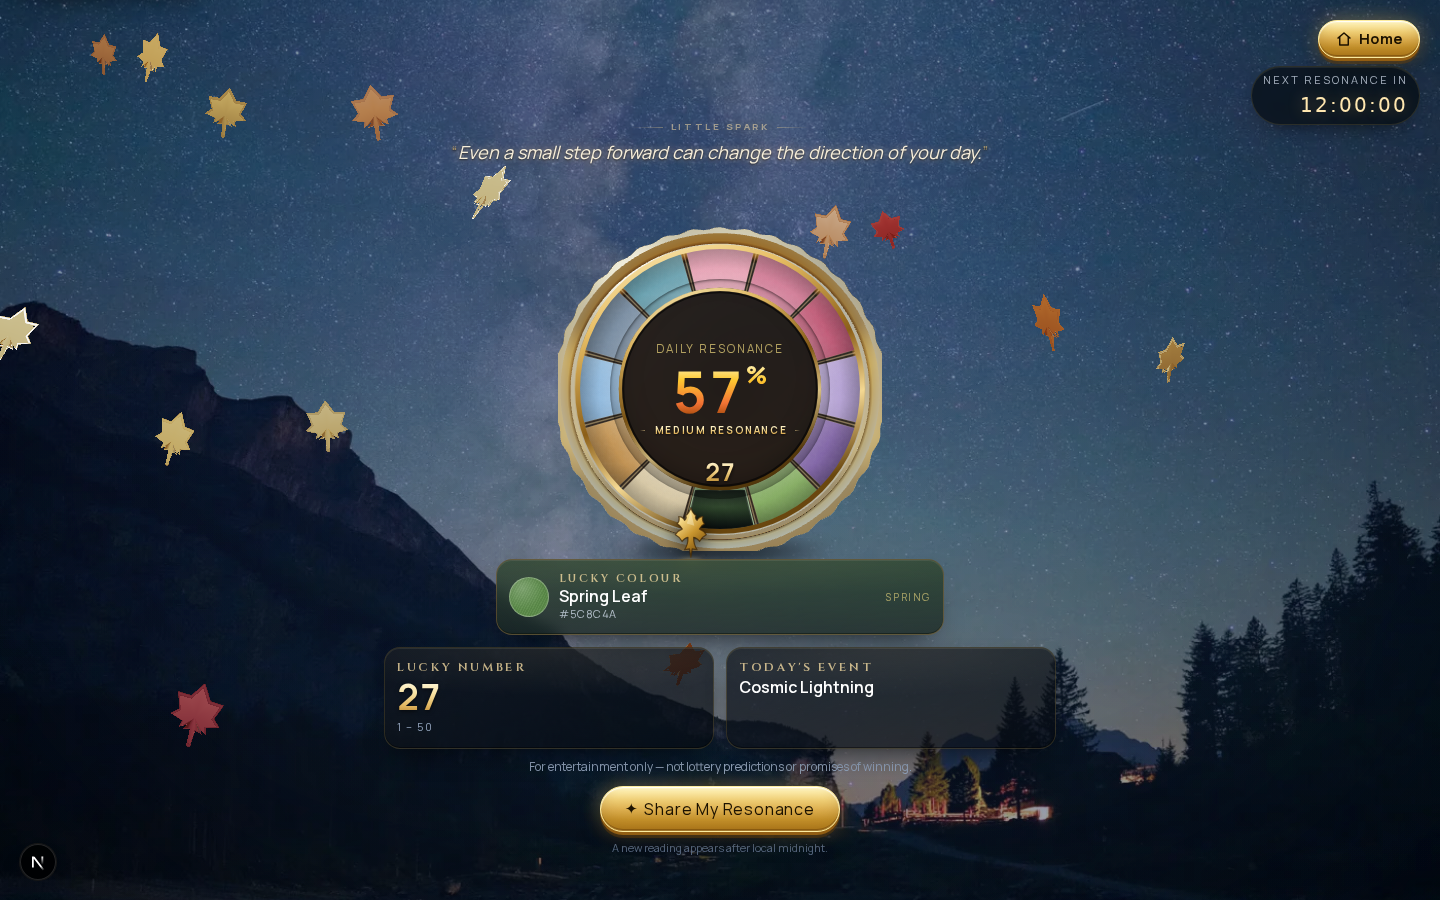 Home
NEXT RESONANCE IN
12:00:00
LITTLE SPARK
“Even a small step forward can change the direction of your day.”
DAILY RESONANCE
57%
MEDIUM RESONANCE
27
LUCKY COLOUR
Spring Leaf
#5C8C4A
SPRING
LUCKY NUMBER
27
1 – 50
TODAY'S EVENT
Cosmic Lightning
For entertainment only — not lottery predictions or promises of winning.
✦ Share My Resonance
A new reading appears after local midnight.
N